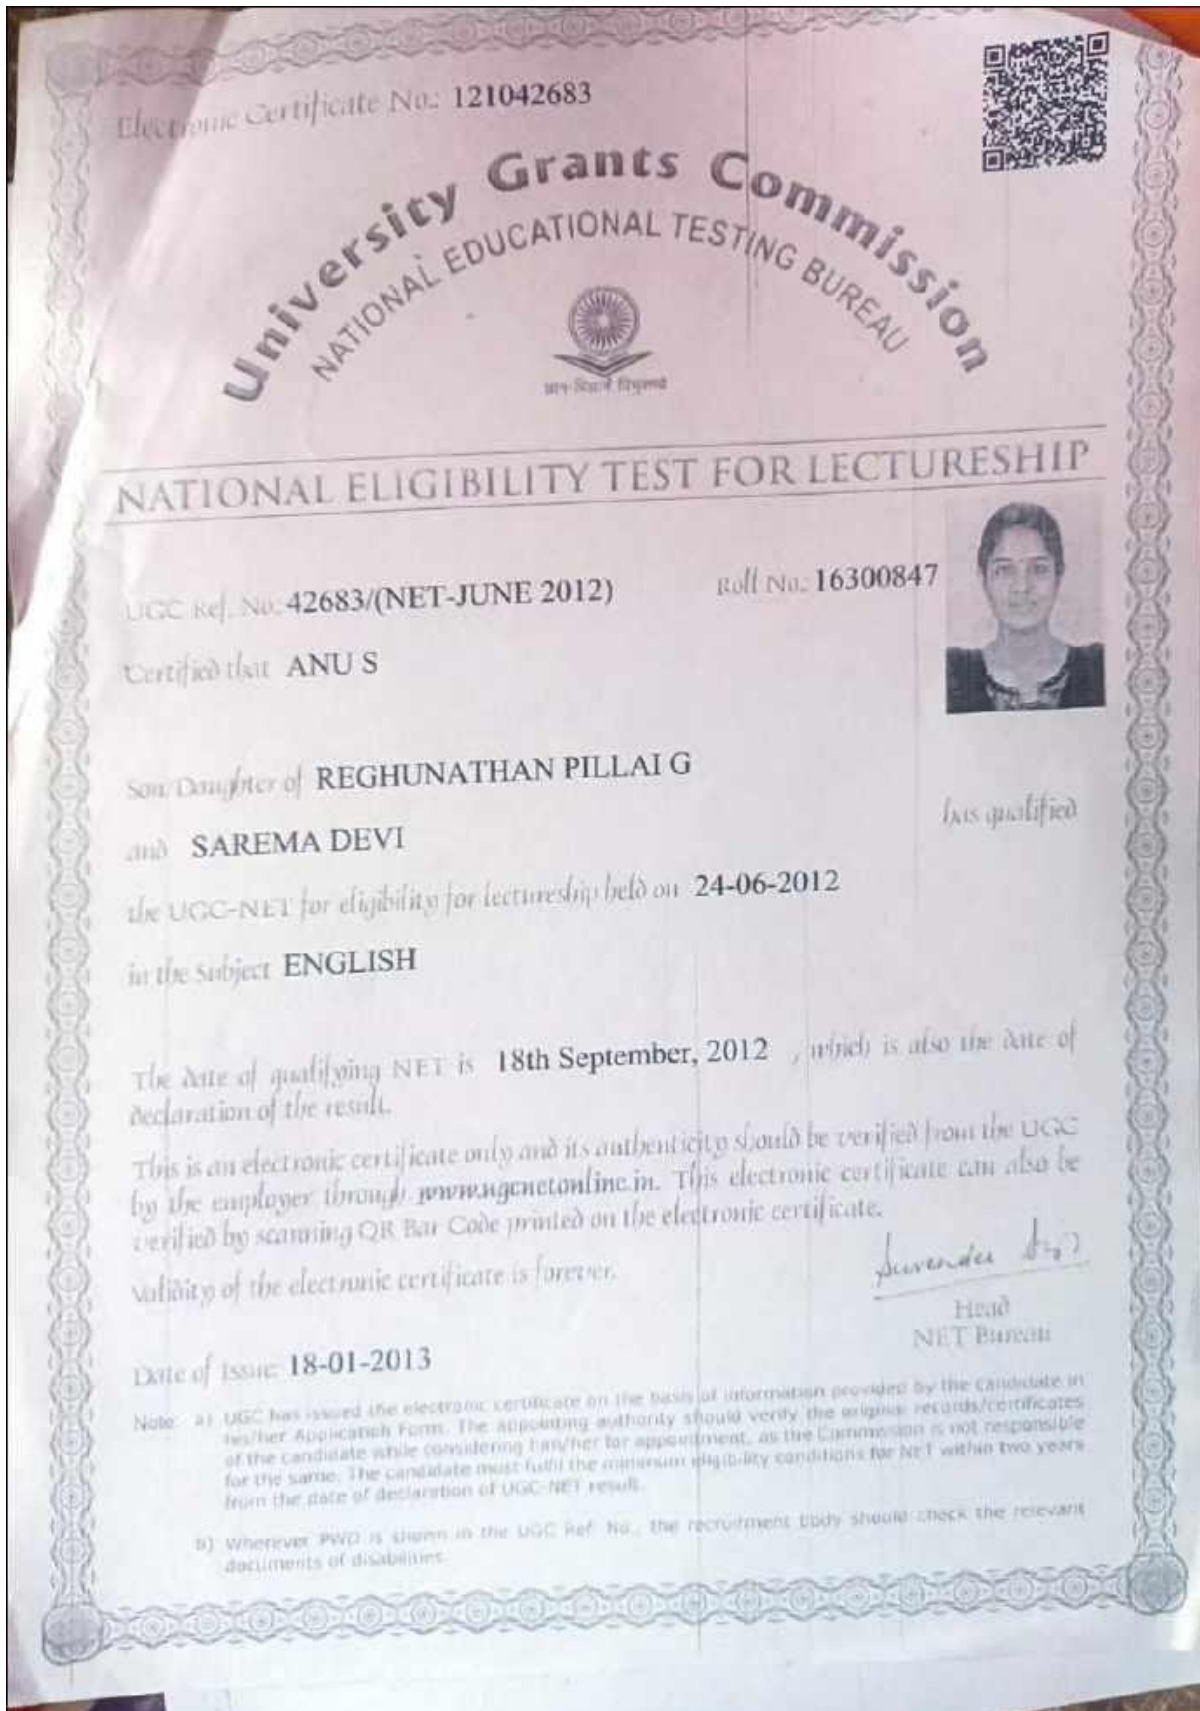 Electronic Certificate No.: 121042683
University Grants Commission
NATIONAL EDUCATIONAL TESTING BUREAU
ज्ञान-विज्ञानं विमुक्तये
NATIONAL ELIGIBILITY TEST FOR LECTURESHIP
UGC Ref. No: 42683/(NET-JUNE 2012) Roll No.: 16300847
Certified that ANU S
Son/Daughter of REGHUNATHAN PILLAI G
and SAREMA DEVI has qualified
the UGC-NET for eligibility for lectureship held on 24-06-2012
in the Subject ENGLISH
The date of qualifying NET is 18th September, 2012 , which is also the date of
declaration of the result.
This is an electronic certificate only and its authenticity should be verified from the UGC
by the employer through www.ugcnetonline.in. This electronic certificate can also be
verified by scanning QR Bar Code printed on the electronic certificate.
Validity of the electronic certificate is forever.
Surender
Head
NET Bureau
Date of Issue: 18-01-2013
Note: a) UGC has issued the electronic certificate on the basis of information provided by the candidate in
his/her Application Form. The appointing authority should verify the original records/certificates
of the candidate while considering him/her for appointment, as the Commission is not responsible
for the same. The candidate must fulfil the minimum eligibility conditions for NET within two years
from the date of declaration of UGC-NET result.
b) Wherever PWD is shown in the UGC Ref. No., the recruitment body should check the relevant
documents of disabilities.